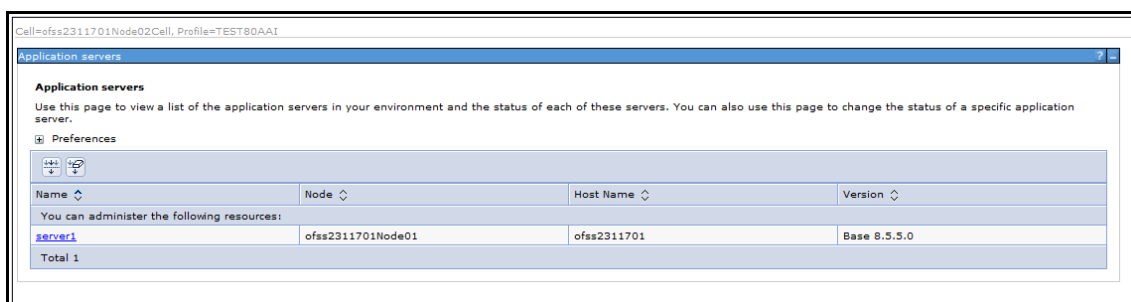 Cell=ofss2311701Node02Cell, Profile=TEST80AAI
Application servers
? -
Application servers
Use this page to view a list of the application servers in your environment and the status of each of these servers. You can also use this page to change the status of a specific application
server.
+ Preferences
Name Node Host Name Version
You can administer the following resources:
server1 ofss2311701Node01 ofss2311701 Base 8.5.5.0
Total 1